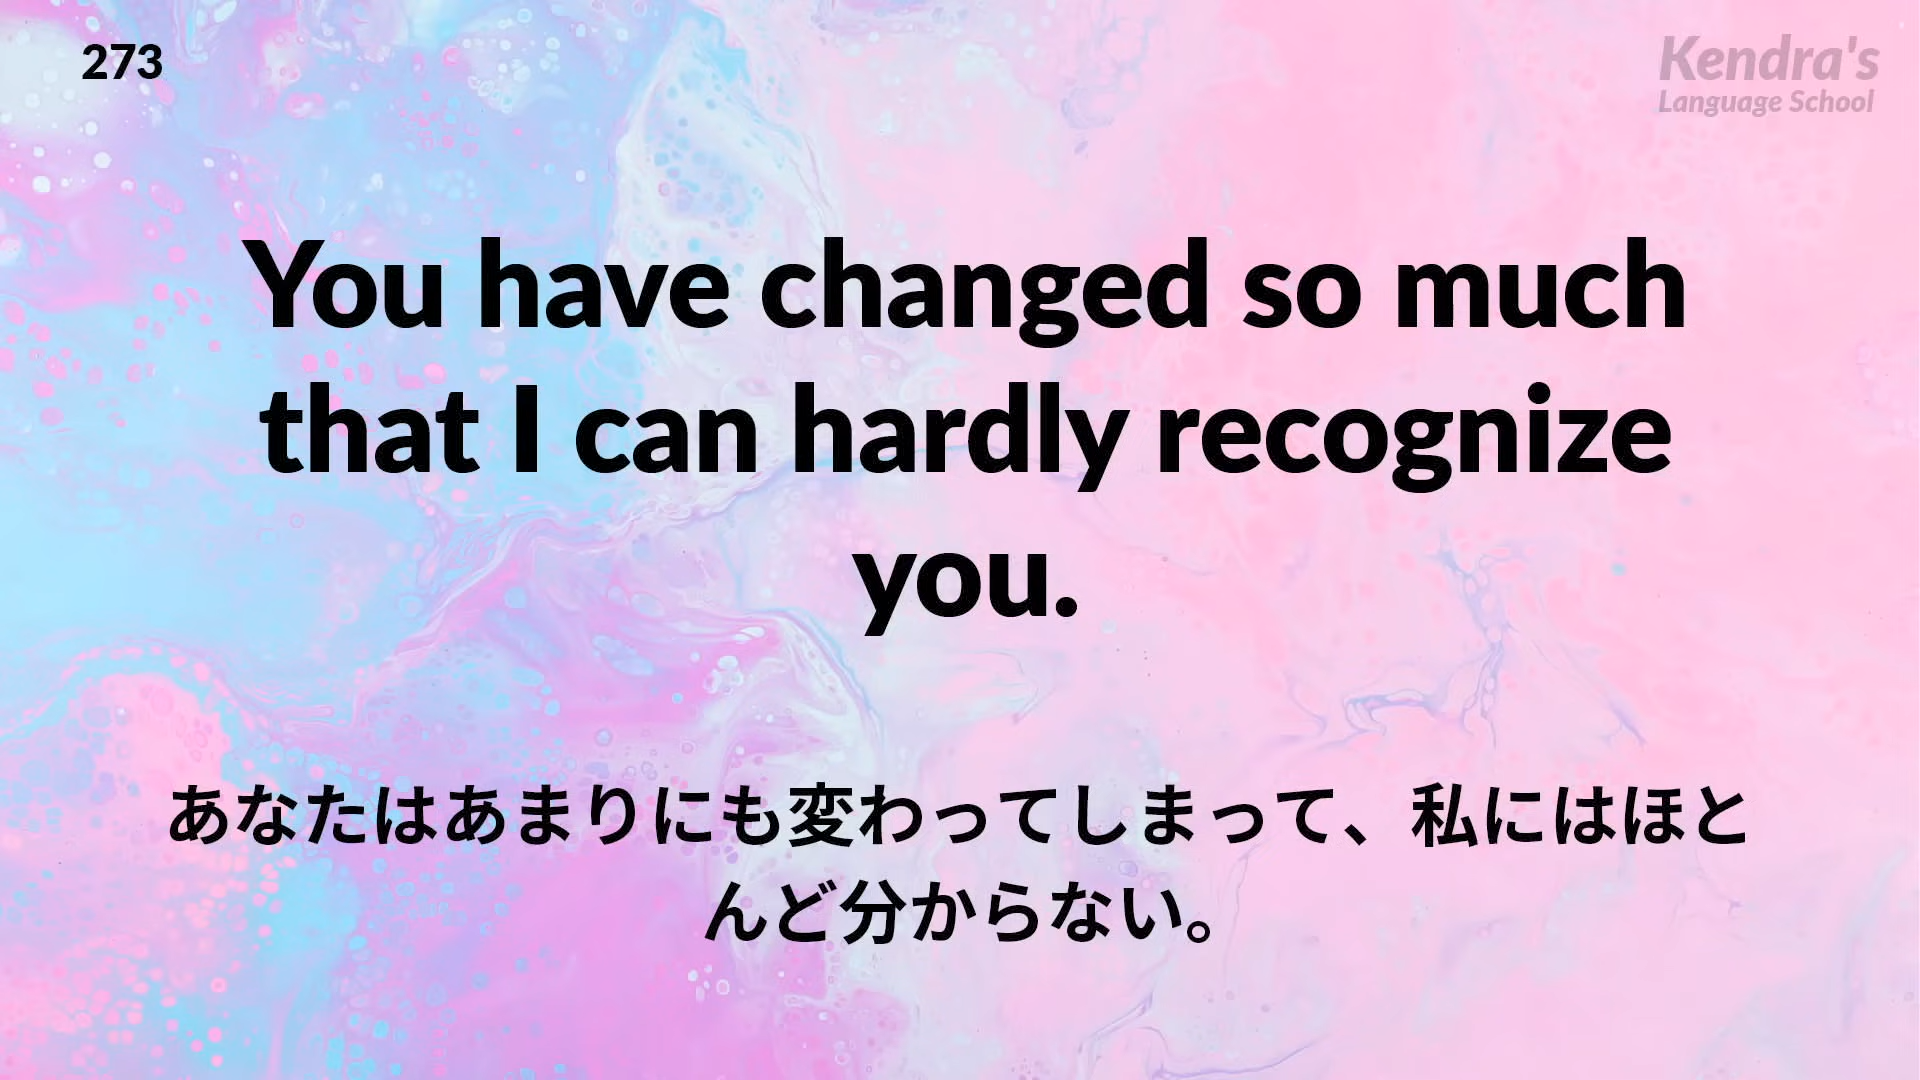 273
Kendra's
Language School
You have changed so much
that I can hardly recognize
you.
あなたはあまりにも変わってしまって、私にはほと
んど分からない。